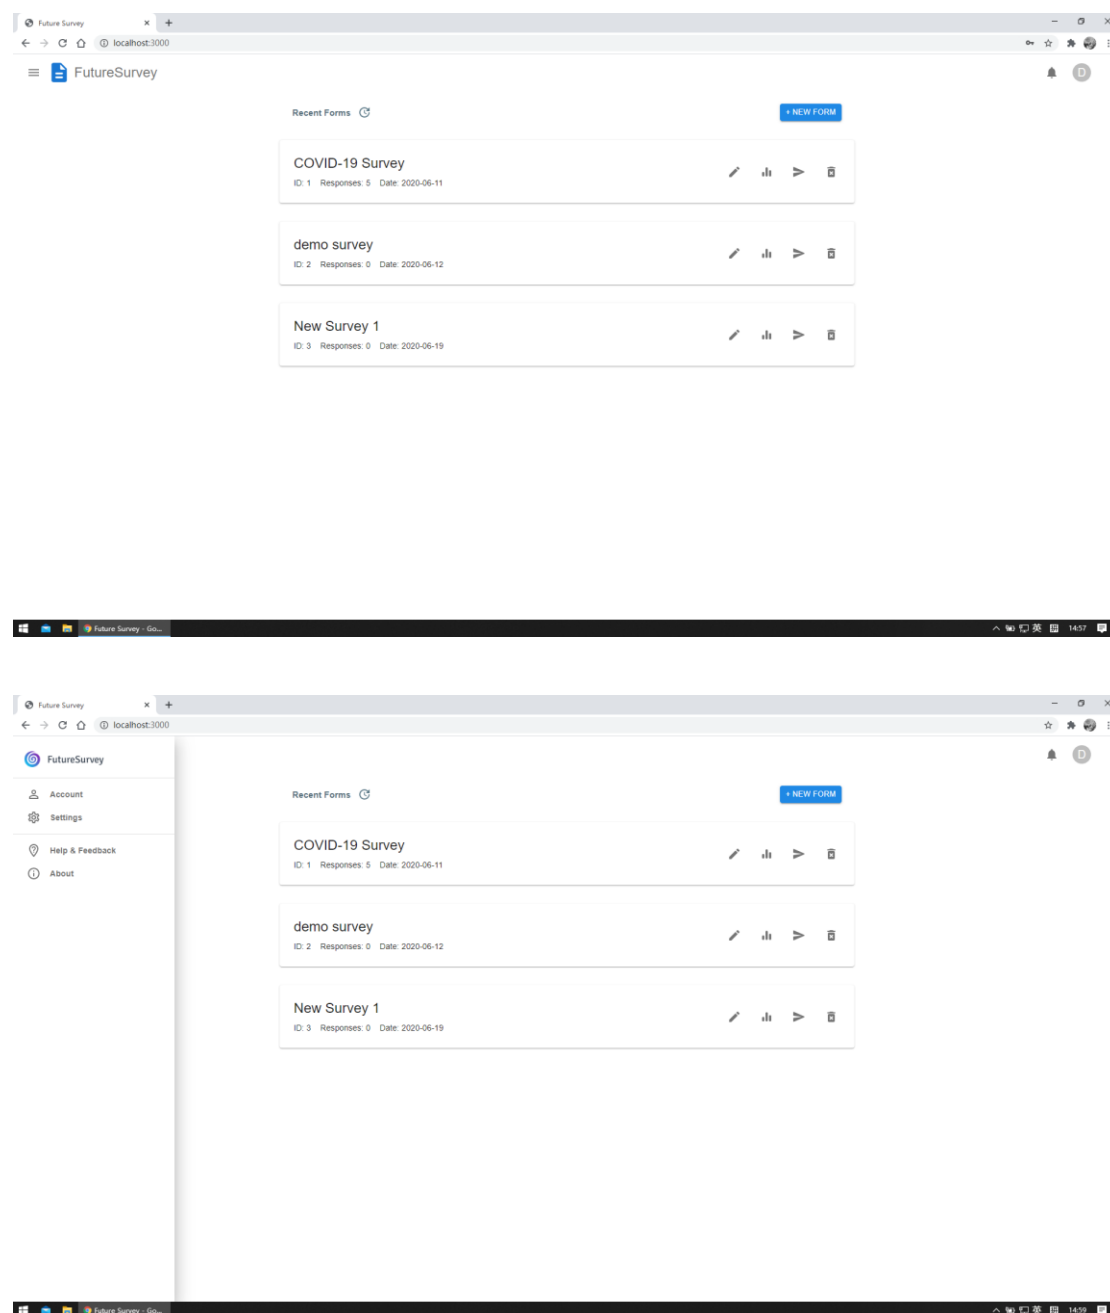 Future Survey
localhost:3000
FutureSurvey
D
Recent Forms
+ NEW FORM
COVID-19 Survey
ID: 1 Responses: 5 Date: 2020-06-11
demo survey
ID: 2 Responses: 0 Date: 2020-06-12
New Survey 1
ID: 3 Responses: 0 Date: 2020-06-19
Future Survey - Go...
英
14:57
Future Survey
localhost:3000
FutureSurvey
D
Account
Settings
Help & Feedback
About
Recent Forms
+ NEW FORM
COVID-19 Survey
ID: 1 Responses: 5 Date: 2020-06-11
demo survey
ID: 2 Responses: 0 Date: 2020-06-12
New Survey 1
ID: 3 Responses: 0 Date: 2020-06-19
Future Survey - Go...
英
14:59